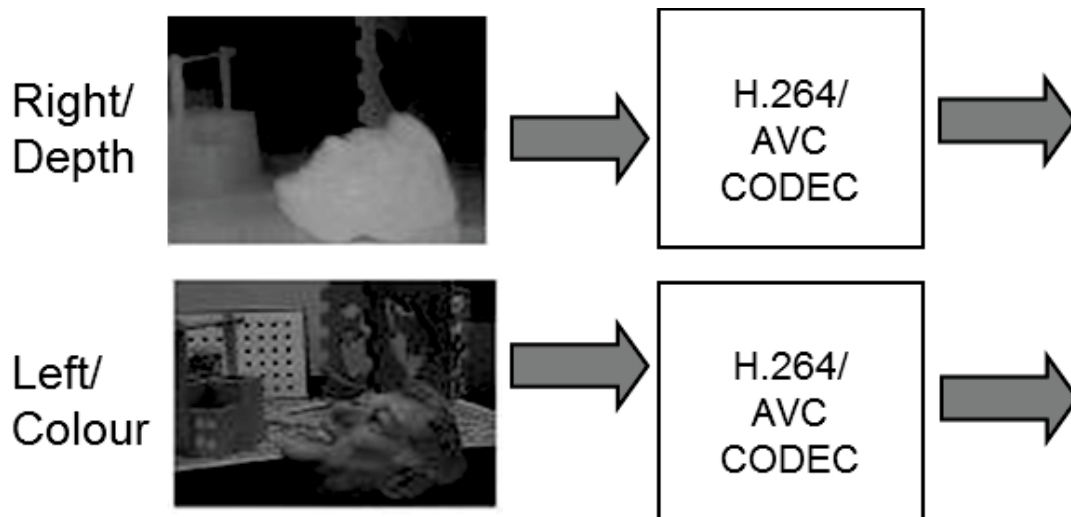 Right/
Depth
H.264/
AVC
CODEC
Left/
Colour
H.264/
AVC
CODEC